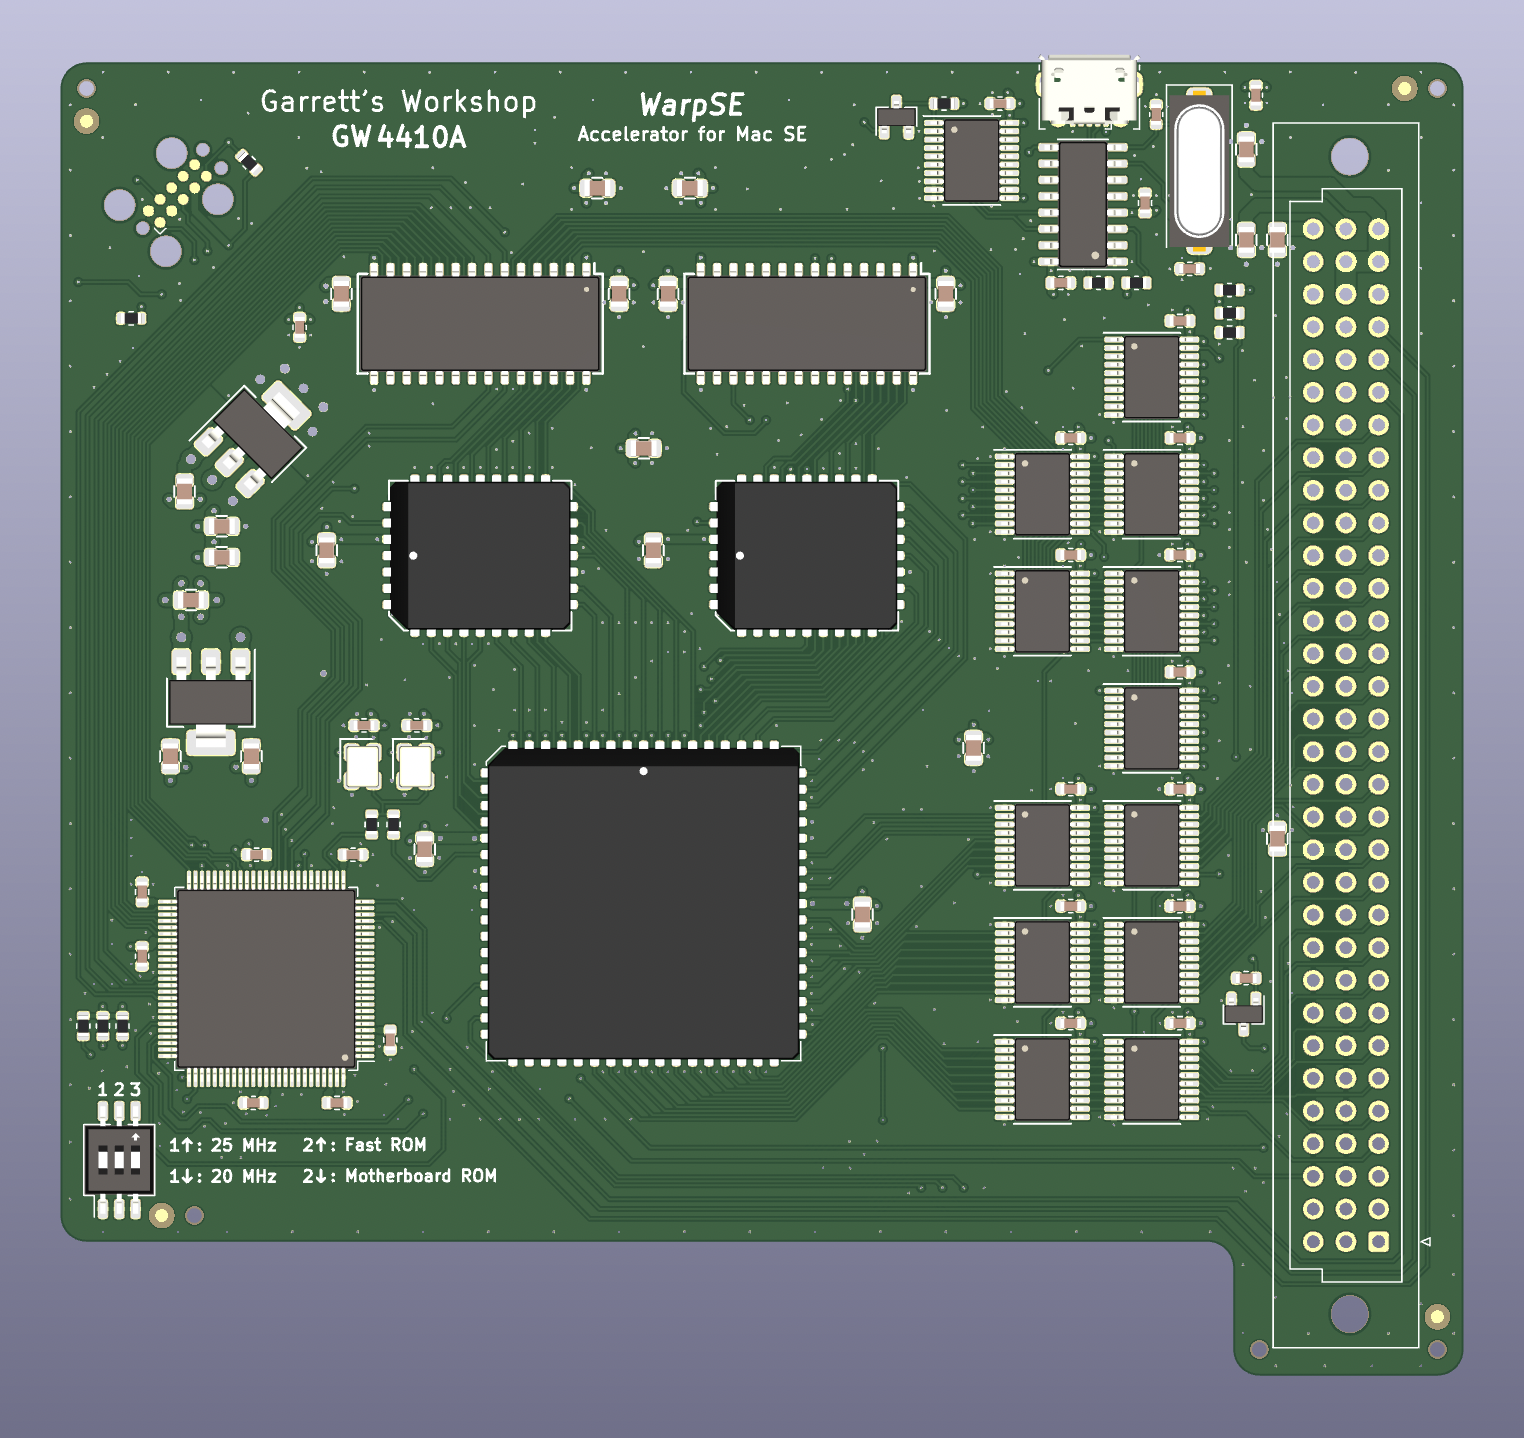 Garrett's Workshop
GW4410A
WarpSE
Accelerator for Mac SE
1 2 3
1↑: 25 MHz 2↑: Fast ROM
1↓: 20 MHz 2↓: Motherboard ROM